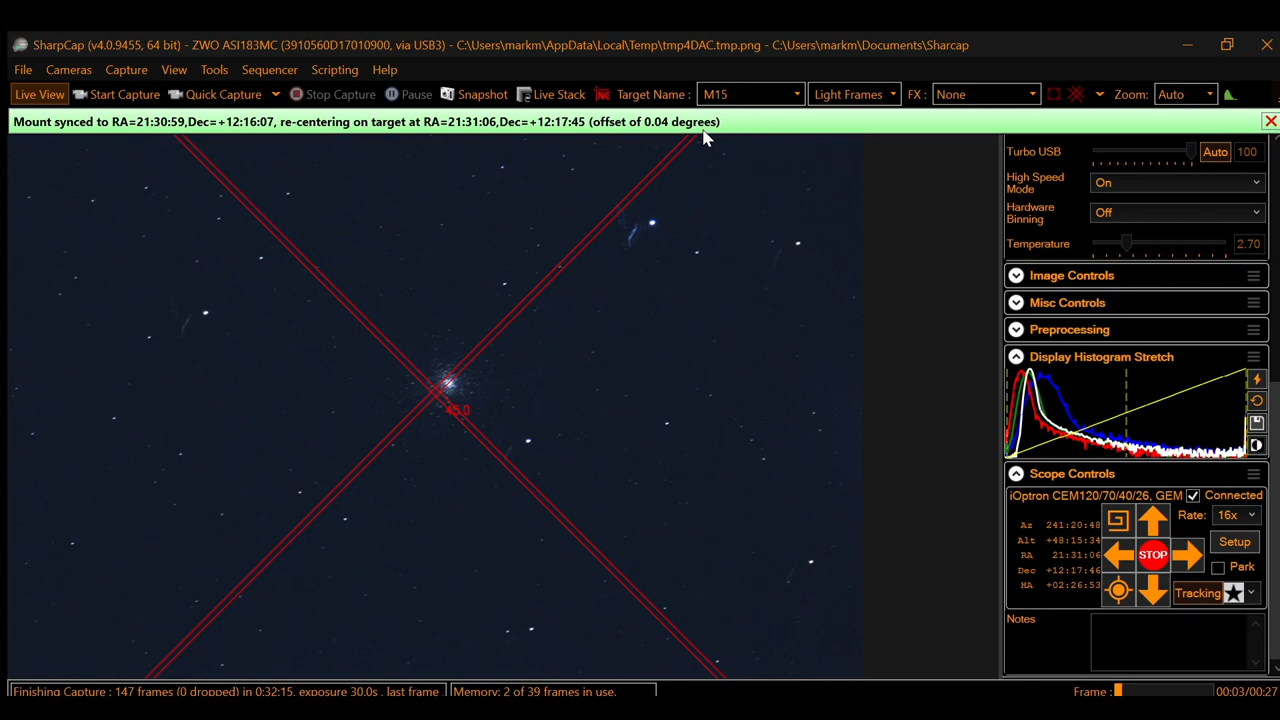 SharpCap (v4.0.9455, 64 bit) - ZWO ASI183MC (3910560D17010900, via USB3) - C:\Users\markm\AppData\Local\Temp\tmp4DAC.tmp.png - C:\Users\markm\Documents\Sharcap
File Cameras Capture View Tools Sequencer Scripting Help
Live View Start Capture Quick Capture Stop Capture Pause Snapshot Live Stack INC Target Name : M15 Light Frames FX : None Zoom: Auto
Mount synced to RA=21:30:59,Dec=+12:16:07, re-centering on target at RA=21:31:06,Dec=+12:17:45 (offset of 0.04 degrees)
45.0
Turbo USB Auto 100
High Speed
Mode
On
Hardware
Binning
Off
Temperature 2.70
Image Controls
Misc Controls
Preprocessing
Display Histogram Stretch
Scope Controls
iOptron CEM120/70/40/26, GEM Connected
Az 241:20:48
Alt +48:15:34
RA 21:31:06
Dec +12:17:46
HA +02:26:53
STOP
Rate: 16x
Setup
Park
Tracking
Notes
Finishing Capture : 147 frames (0 dropped) in 0:32:15, exposure 30.0s , last frame
Memory: 2 of 39 frames in use.
Frame : 00:03/00:27